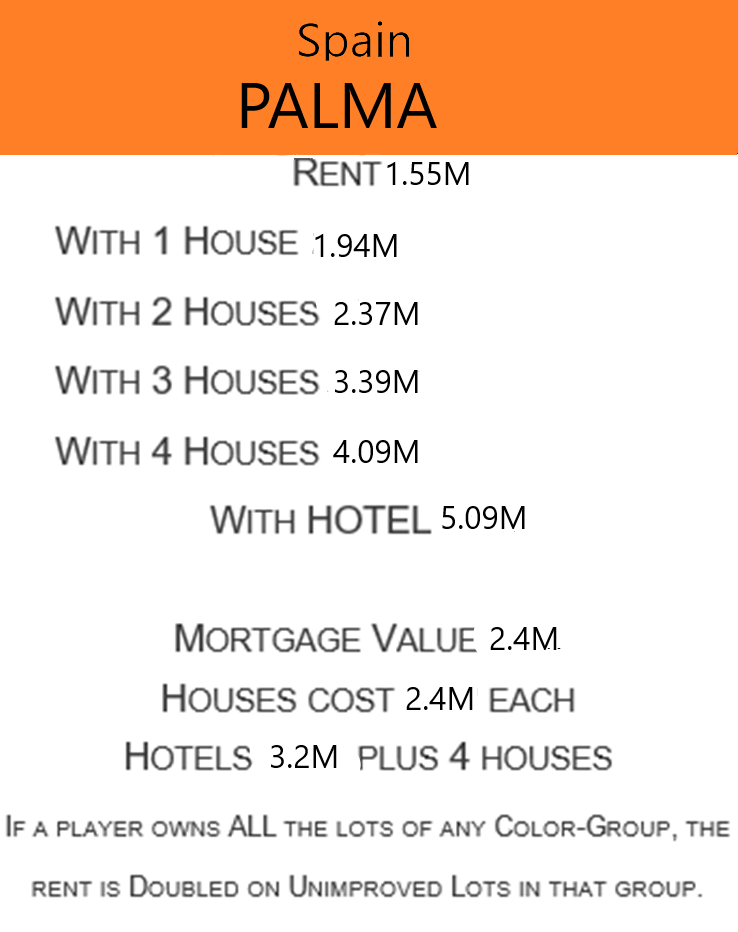 Spain
PALMA
RENT 1.55M
WITH 1 HOUSE 1.94M
WITH 2 HOUSES 2.37M
WITH 3 HOUSES 3.39M
WITH 4 HOUSES 4.09M
WITH HOTEL 5.09M
MORTGAGE VALUE 2.4M.
HOUSES COST 2.4M EACH
HOTELS 3.2M PLUS 4 HOUSES
IF A PLAYER OWNS ALL THE LOTS OF ANY COLOR-GROUP, THE
RENT IS DOUBLED ON UNIMPROVED LOTS IN THAT GROUP.